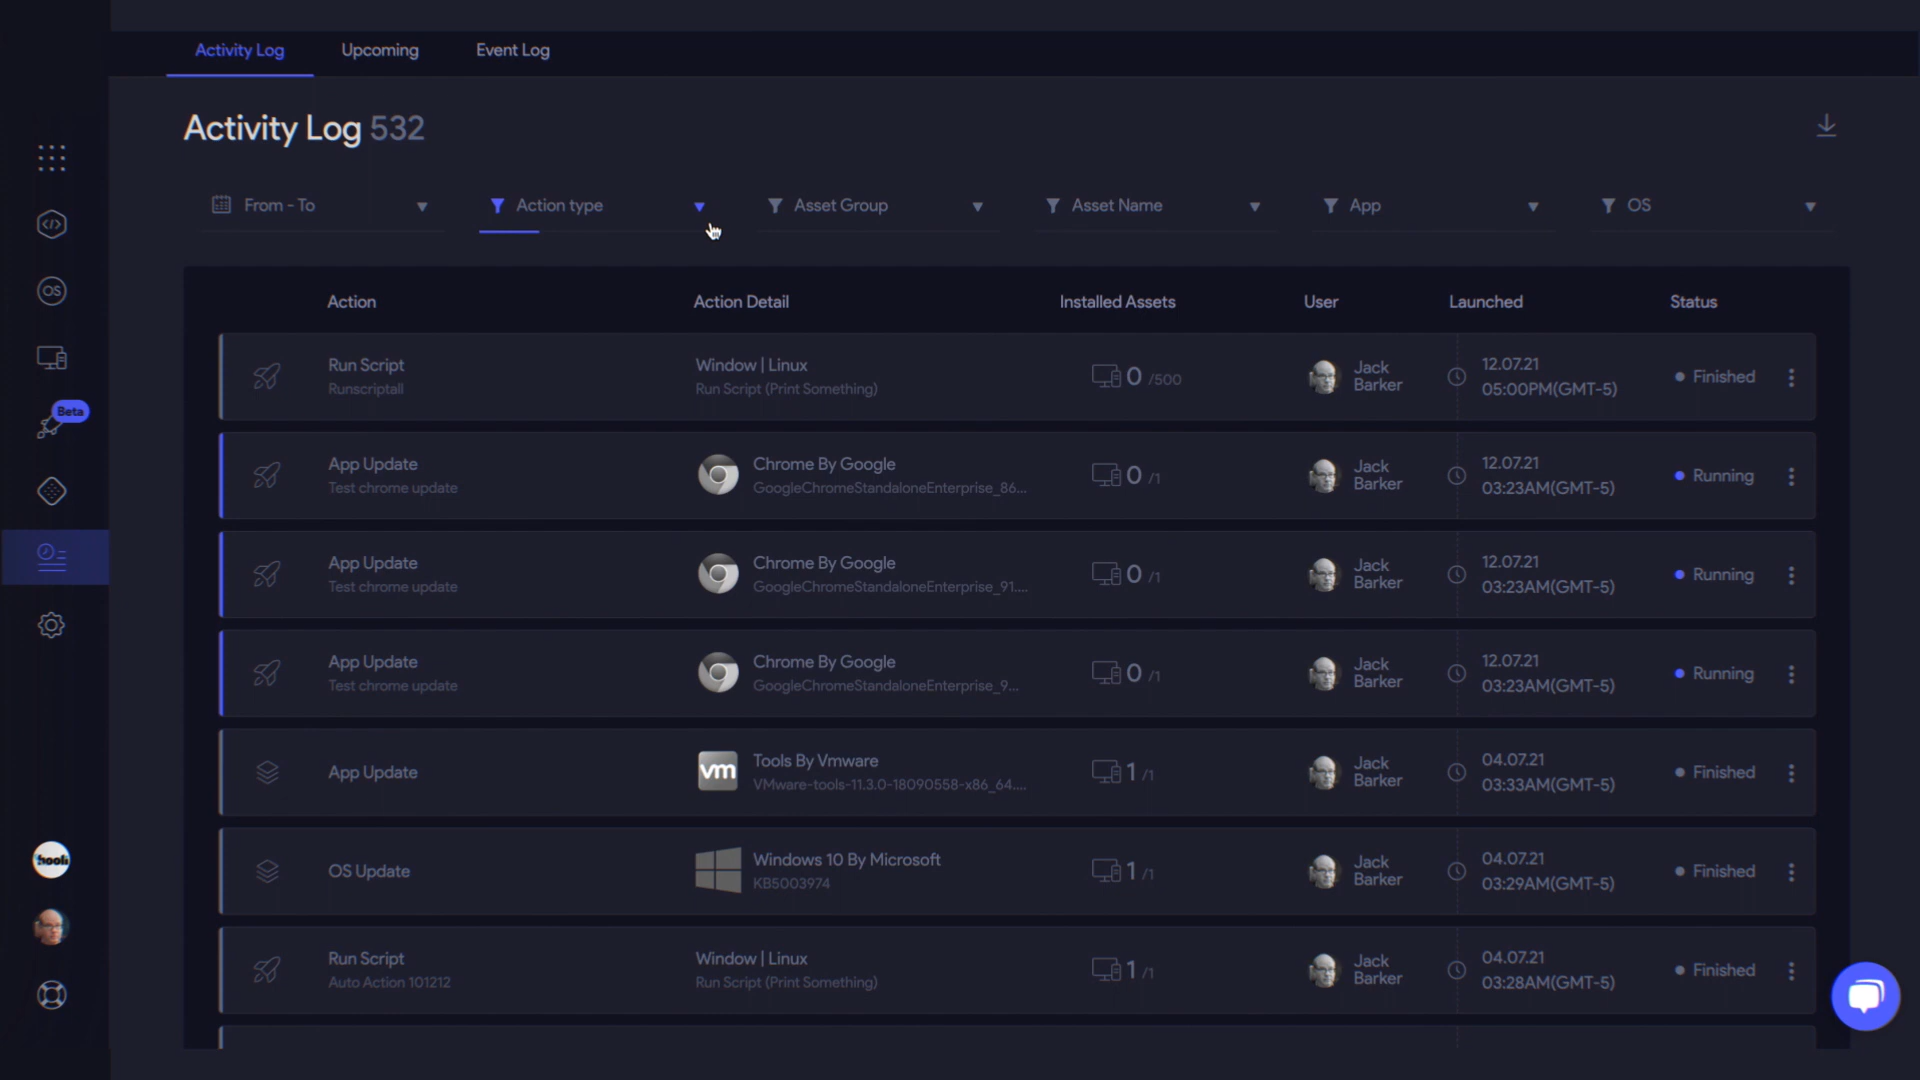 Activity Log
Upcoming
Event Log
Activity Log 532
From - To
Action type
Asset Group
Asset Name
App
OS
OS
Beta
hooli
Action
Action Detail
Installed Assets
User
Launched
Status
Run Script
Runscriptall
Window | Linux
Run Script (Print Something)
0 /500
Jack
Barker
12.07.21
05:00PM(GMT-5)
Finished
App Update
Test chrome update
Chrome By Google
GoogleChromeStandaloneEnterprise_86...
0 /1
Jack
Barker
12.07.21
03:23AM(GMT-5)
Running
App Update
Test chrome update
Chrome By Google
GoogleChromeStandaloneEnterprise_91....
0 /1
Jack
Barker
12.07.21
03:23AM(GMT-5)
Running
App Update
Test chrome update
Chrome By Google
GoogleChromeStandaloneEnterprise_9...
0 /1
Jack
Barker
12.07.21
03:23AM(GMT-5)
Running
App Update
vm
Tools By Vmware
VMware-tools-11.3.0-18090558-x86_64....
1 /1
Jack
Barker
04.07.21
03:33AM(GMT-5)
Finished
OS Update
Windows 10 By Microsoft
KB5003974
1 /1
Jack
Barker
04.07.21
03:29AM(GMT-5)
Finished
Run Script
Auto Action 101212
Window | Linux
Run Script (Print Something)
1 /1
Jack
Barker
04.07.21
03:28AM(GMT-5)
Finished